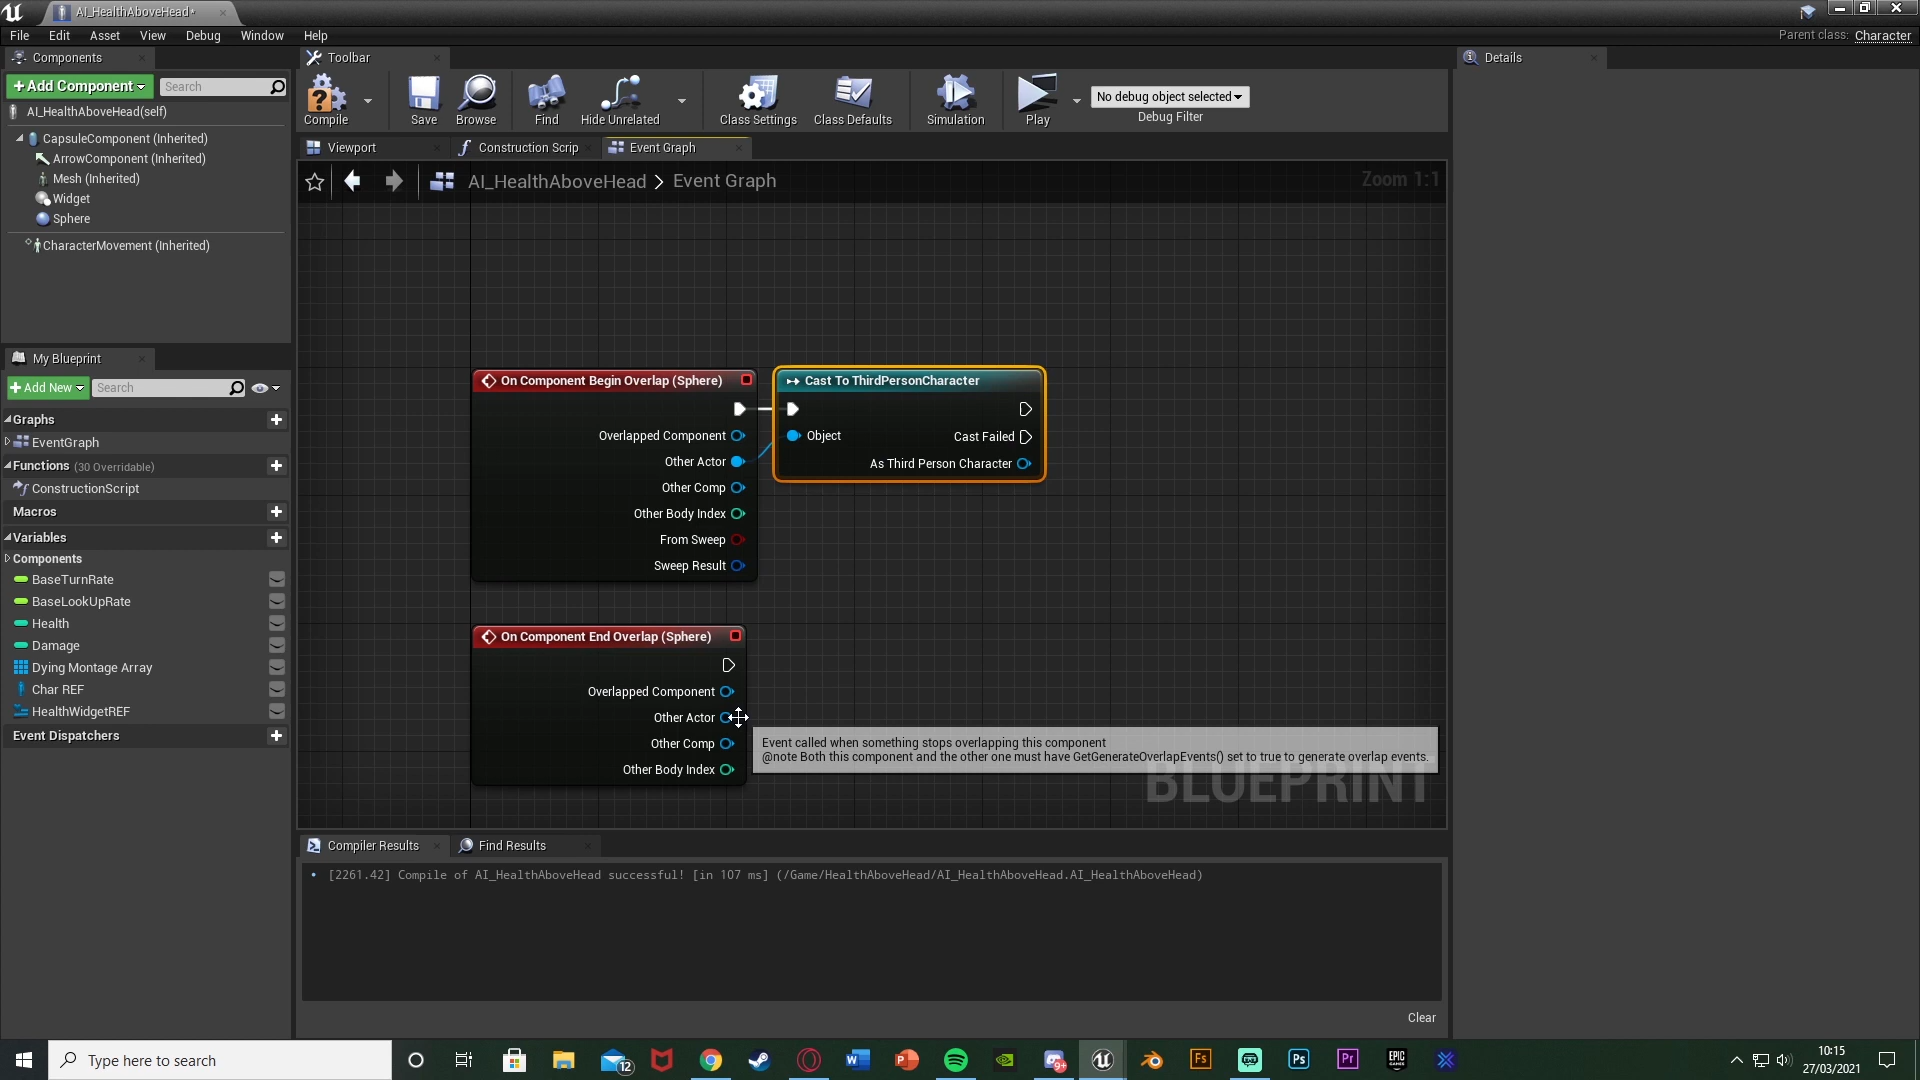 AI_HealthAboveHead*
File Edit Asset View Debug Window Help
Parent class: Character
Components
Toolbar
Details
+Add Component
Search
AI_HealthAboveHead(self)
CapsuleComponent (Inherited)
ArrowComponent (Inherited)
Mesh (Inherited)
Widget
Sphere
CharacterMovement (Inherited)
Compile
Save
Browse
Find
Hide Unrelated
Class Settings
Class Defaults
Simulation
Play
No debug object selected
Debug Filter
Viewport
Construction Scrip
Event Graph
AI_HealthAboveHead > Event Graph
Zoom 1:1
My Blueprint
+Add New
Search
Graphs
EventGraph
Functions (30 Overridable)
ConstructionScript
Macros
Variables
Components
BaseTurnRate
BaseLookUpRate
Health
Damage
Dying Montage Array
Char REF
HealthWidgetREF
Event Dispatchers
On Component Begin Overlap (Sphere)
Overlapped Component
Other Actor
Other Comp
Other Body Index
From Sweep
Sweep Result
Cast To ThirdPersonCharacter
Object
Cast Failed
As Third Person Character
On Component End Overlap (Sphere)
Overlapped Component
Other Actor
Other Comp
Other Body Index
Event called when something stops overlapping this component
@note Both this component and the other one must have GetGenerateOverlapEvents() set to true to generate overlap events.
BLUEPRINT
Compiler Results
Find Results
[2261.42] Compile of AI_HealthAboveHead successful! [in 107 ms] (/Game/HealthAboveHead/AI_HealthAboveHead.AI_HealthAboveHead)
Clear
Type here to search
12
9+
Fs
Ps
Pr
EPIC
10:15
27/03/2021